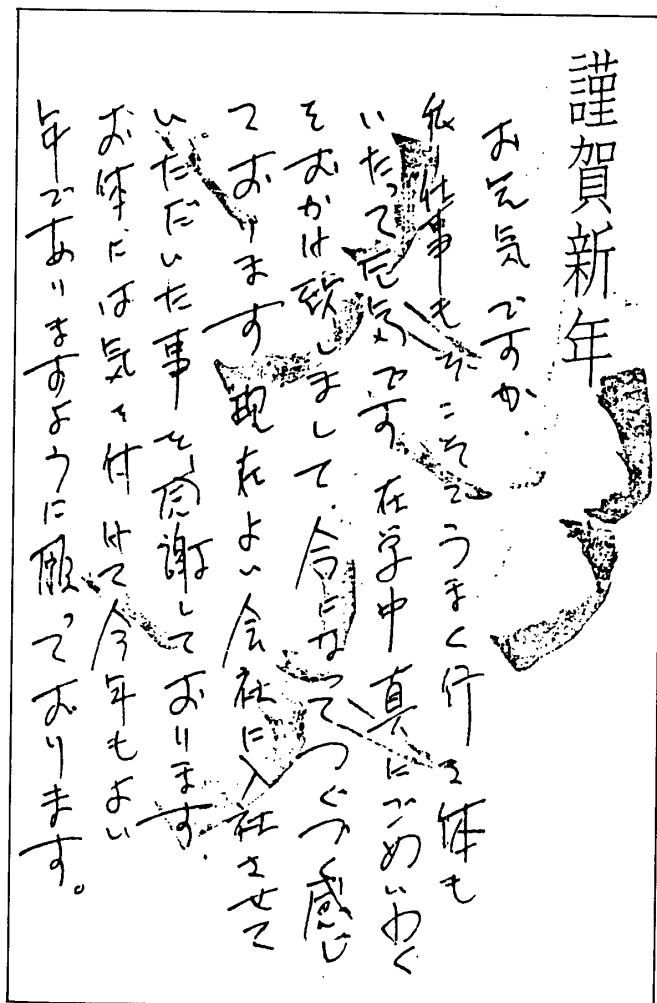 謹賀新年
お元気ですか.
私仕事もそこそこうまく行き体も
いたって元気です 在学中 真にごめいわく
をおかけ致しまして.今になってつくづく感じ
ております 現在よい会社に入社させて
いただいた事を感謝しております.
お体には気を付けて今年もよい
年でありますように願っております。